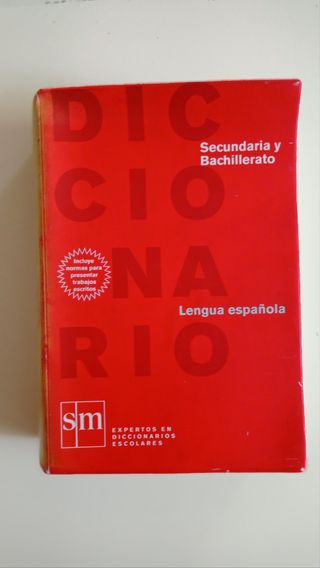 DIC
Secundaria y
Bachillerato
CIO
Incluye
normas para
presentar
trabajos
escritos
NA
Lengua española
RIO
sm
EXPERTOS EN
DICCIONARIOS
ESCOLARES